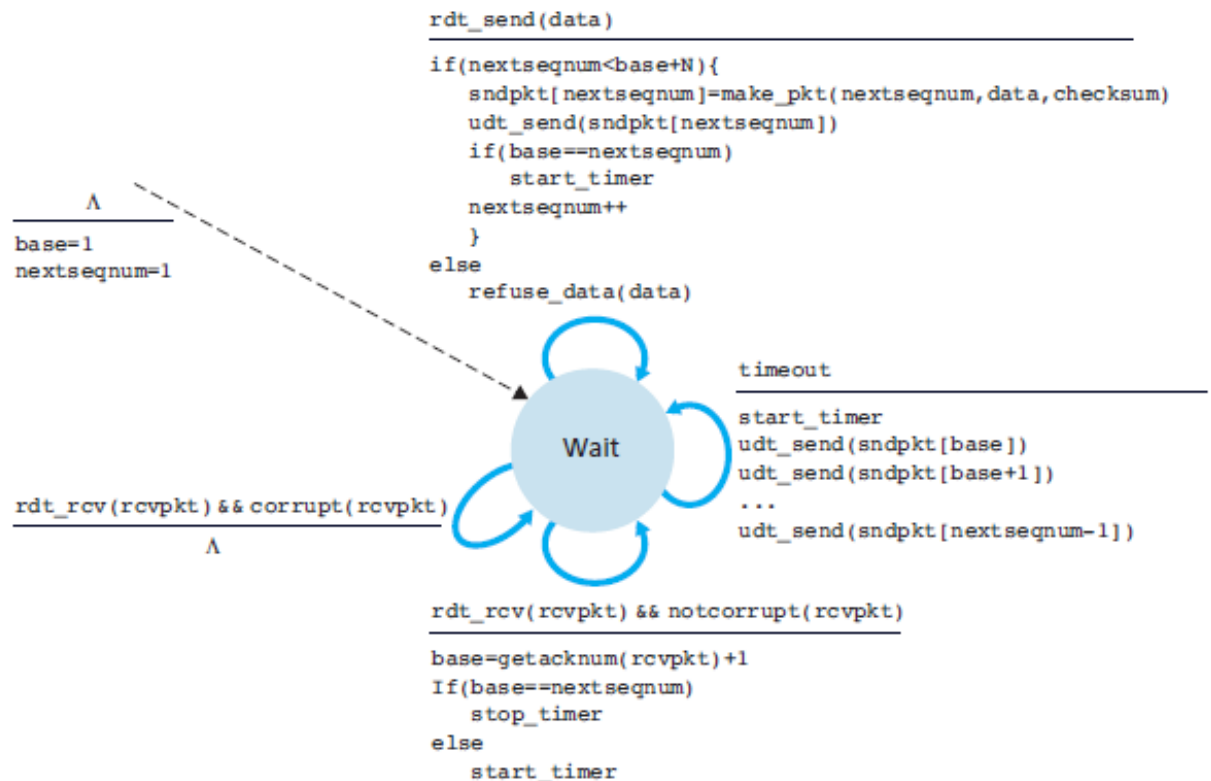 rdt_send(data)
if(nextseqnum<base+N){
sndpkt[nextseqnum]=make_pkt(nextseqnum,data,checksum)
udt_send(sndpkt[nextseqnum])
if(base==nextseqnum)
start_timer
nextseqnum++
}
else
refuse_data(data)
Λ
base=1
nextseqnum=1
timeout
start_timer
udt_send(sndpkt[base])
udt_send(sndpkt[base+1])
...
udt_send(sndpkt[nextseqnum-1])
Wait
rdt_rcv(rcvpkt) && corrupt(rcvpkt)
Λ
rdt_rcv(rcvpkt) && notcorrupt(rcvpkt)
base=getacknum(rcvpkt)+1
If(base==nextseqnum)
stop_timer
else
start_timer